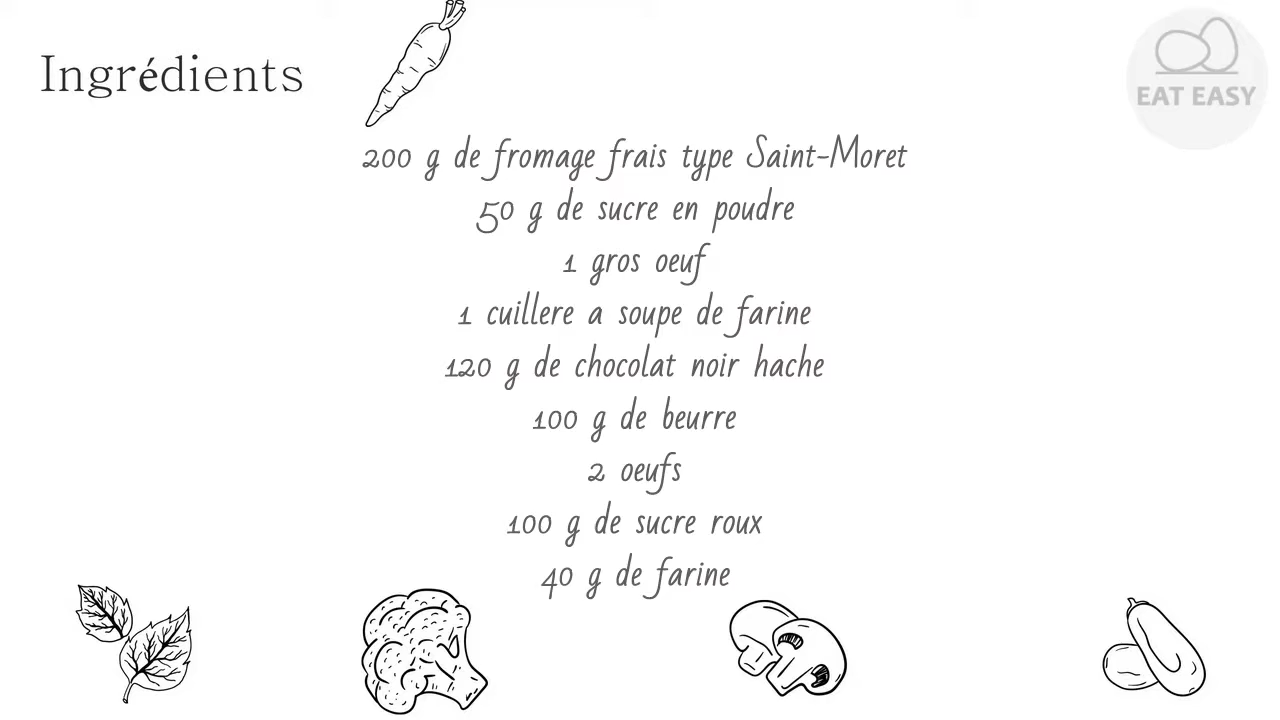 Ingrédients
EAT EASY
200 g de fromage frais type Saint-Moret
50 g de sucre en poudre
1 gros oeuf
1 cuillere a soupe de farine
120 g de chocolat noir hache
100 g de beurre
2 oeufs
100 g de sucre roux
40 g de farine